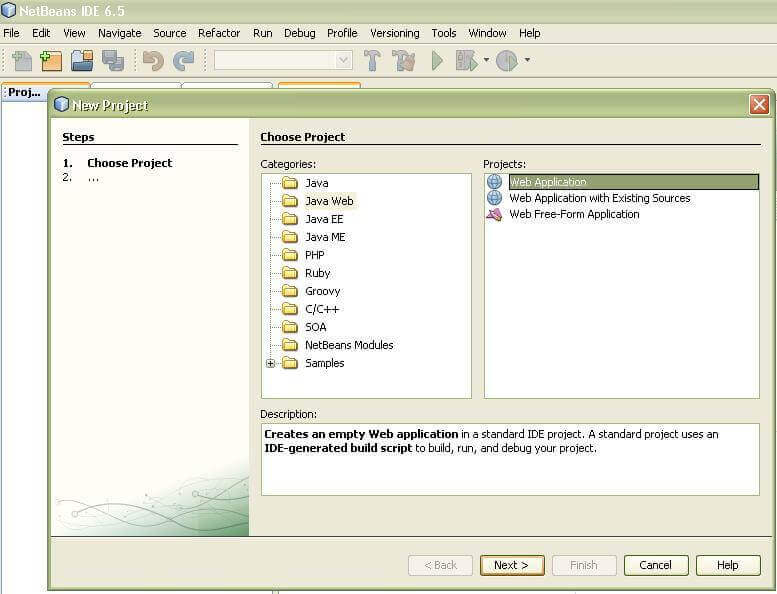 NetBeans IDE 6.5
File Edit View Navigate Source Refactor Run Debug Profile Versioning Tools Window Help
Proj...
New Project
Steps
1. Choose Project
2. ...
Choose Project
Categories:
Java
Java Web
Java EE
Java ME
PHP
Ruby
Groovy
C/C++
SOA
NetBeans Modules
Samples
Projects:
Web Application
Web Application with Existing Sources
Web Free-Form Application
Description:
Creates an empty Web application in a standard IDE project. A standard project uses an
IDE-generated build script to build, run, and debug your project.
< Back Next > Finish Cancel Help